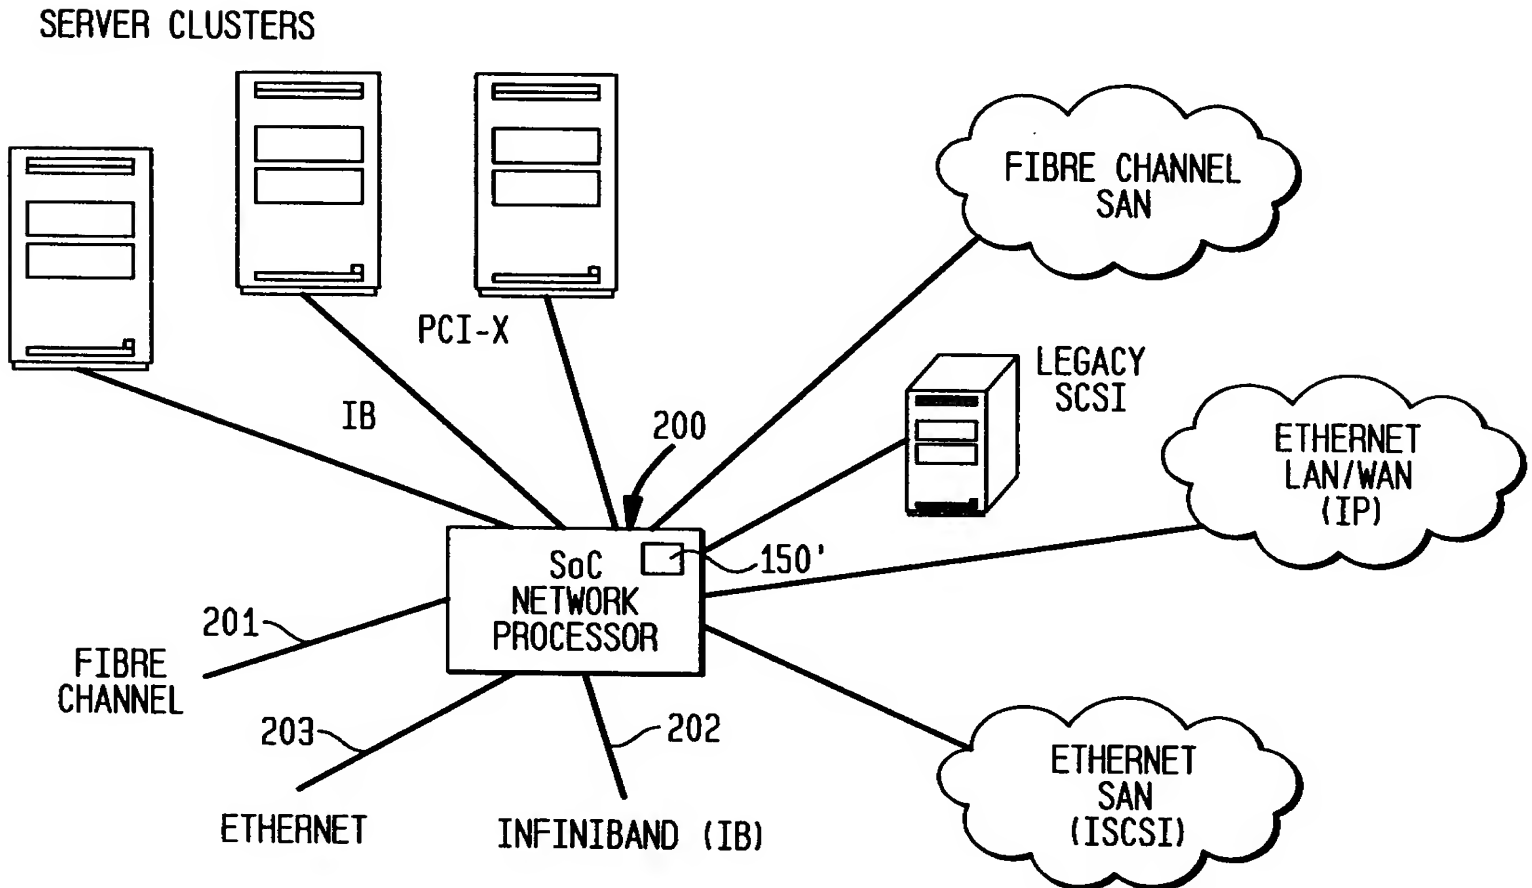 SERVER CLUSTERS
FIBRE CHANNEL
SAN
PCI-X
LEGACY
SCSI
IB
200
ETHERNET
LAN/WAN
(IP)
SoC
NETWORK
PROCESSOR
150'
201
FIBRE
CHANNEL
203
202
ETHERNET
SAN
(ISCSI)
ETHERNET
INFINIBAND (IB)